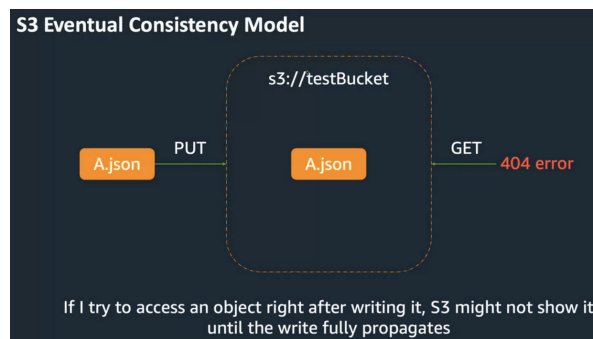 S3 Eventual Consistency Model
s3://testBucket
A.json
PUT
A.json
GET
404 error
If I try to access an object right after writing it, S3 might not show it
until the write fully propagates